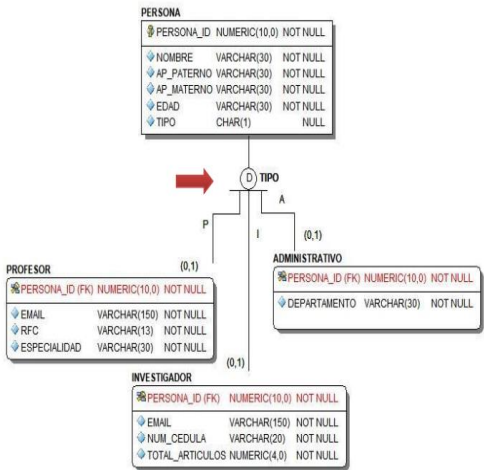 PERSONA
PERSONA_ID NUMERIC(10,0) NOT NULL
NOMBRE VARCHAR(30) NOT NULL
AP_PATERNO VARCHAR(30) NOT NULL
AP_MATERNO VARCHAR(30) NOT NULL
EDAD VARCHAR(30) NOT NULL
TIPO CHAR(1) NULL
D TIPO
P I A
(0,1)
(0,1)
(0,1)
PROFESOR
PERSONA_ID (FK) NUMERIC(10,0) NOT NULL
EMAIL VARCHAR(150) NOT NULL
RFC VARCHAR(13) NOT NULL
ESPECIALIDAD VARCHAR(30) NOT NULL
ADMINISTRATIVO
PERSONA_ID (FK) NUMERIC(10,0) NOT NULL
DEPARTAMENTO VARCHAR(30) NOT NULL
INVESTIGADOR
PERSONA_ID (FK) NUMERIC(10,0) NOT NULL
EMAIL VARCHAR(150) NOT NULL
NUM_CEDULA VARCHAR(20) NOT NULL
TOTAL_ARTICULOS NUMERIC(4,0) NOT NULL